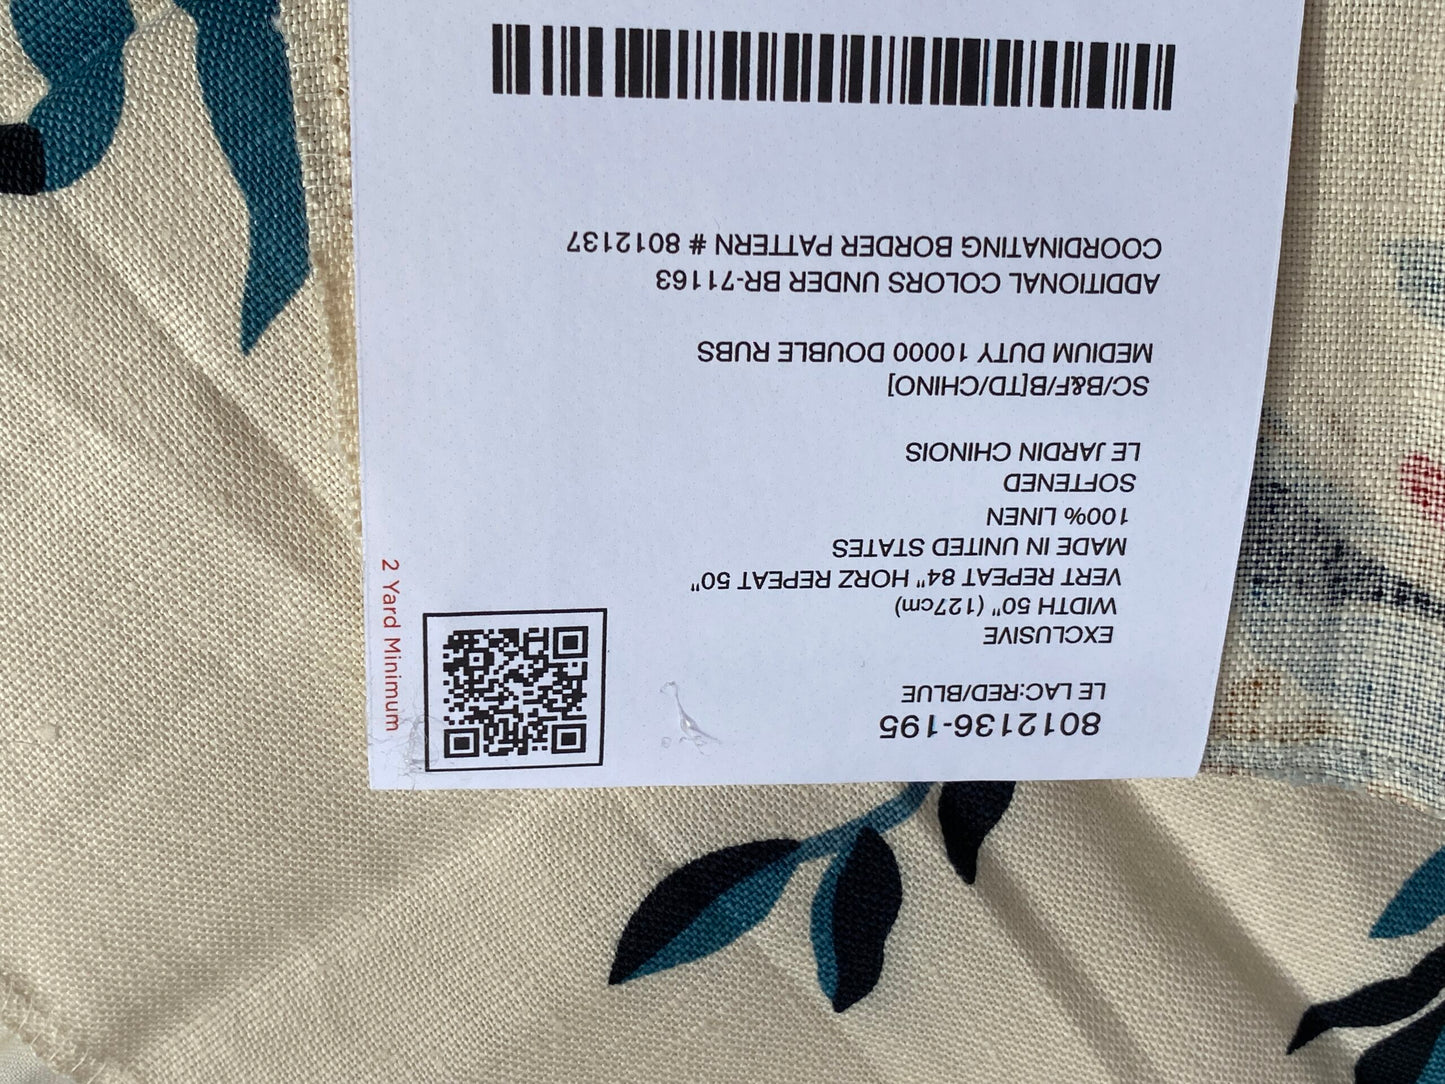 8012136-195
LE LAC:RED/BLUE
EXCLUSIVE
WIDTH 50" (127cm)
VERT REPEAT 84" HORZ REPEAT 50"
MADE IN UNITED STATES
100% LINEN
SOFTENED
LE JARDIN CHINOIS
SC/B&F/B[TD/CHINO]
MEDIUM DUTY 10000 DOUBLE RUBS
ADDITIONAL COLORS UNDER BR-71163
COORDINATING BORDER PATTERN # 8012137
2 Yard Minimum